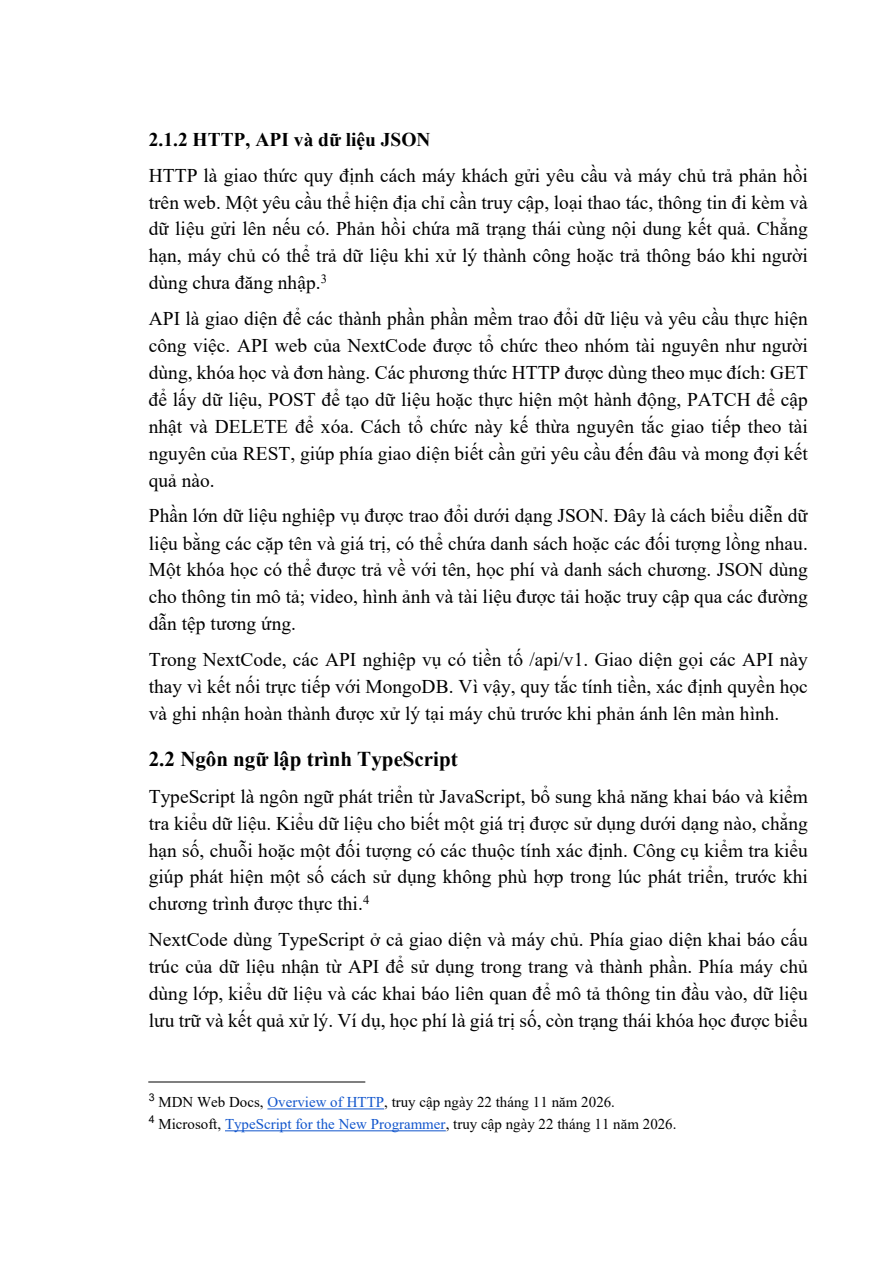 2.1.2 HTTP, API và dữ liệu JSON
HTTP là giao thức quy định cách máy khách gửi yêu cầu và máy chủ trả phản hồi
trên web. Một yêu cầu thể hiện địa chỉ cần truy cập, loại thao tác, thông tin đi kèm và
dữ liệu gửi lên nếu có. Phản hồi chứa mã trạng thái cùng nội dung kết quả. Chẳng
hạn, máy chủ có thể trả dữ liệu khi xử lý thành công hoặc trả thông báo khi người
dùng chưa đăng nhập.³
API là giao diện để các thành phần phần mềm trao đổi dữ liệu và yêu cầu thực hiện
công việc. API web của NextCode được tổ chức theo nhóm tài nguyên như người
dùng, khóa học và đơn hàng. Các phương thức HTTP được dùng theo mục đích: GET
để lấy dữ liệu, POST để tạo dữ liệu hoặc thực hiện một hành động, PATCH để cập
nhật và DELETE để xóa. Cách tổ chức này kế thừa nguyên tắc giao tiếp theo tài
nguyên của REST, giúp phía giao diện biết cần gửi yêu cầu đến đâu và mong đợi kết
quả nào.
Phần lớn dữ liệu nghiệp vụ được trao đổi dưới dạng JSON. Đây là cách biểu diễn dữ
liệu bằng các cặp tên và giá trị, có thể chứa danh sách hoặc các đối tượng lồng nhau.
Một khóa học có thể được trả về với tên, học phí và danh sách chương. JSON dùng
cho thông tin mô tả; video, hình ảnh và tài liệu được tải hoặc truy cập qua các đường
dẫn tệp tương ứng.
Trong NextCode, các API nghiệp vụ có tiền tố /api/v1. Giao diện gọi các API này
thay vì kết nối trực tiếp với MongoDB. Vì vậy, quy tắc tính tiền, xác định quyền học
và ghi nhận hoàn thành được xử lý tại máy chủ trước khi phản ánh lên màn hình.
2.2 Ngôn ngữ lập trình TypeScript
TypeScript là ngôn ngữ phát triển từ JavaScript, bổ sung khả năng khai báo và kiểm
tra kiểu dữ liệu. Kiểu dữ liệu cho biết một giá trị được sử dụng dưới dạng nào, chẳng
hạn số, chuỗi hoặc một đối tượng có các thuộc tính xác định. Công cụ kiểm tra kiểu
giúp phát hiện một số cách sử dụng không phù hợp trong lúc phát triển, trước khi
chương trình được thực thi.⁴
NextCode dùng TypeScript ở cả giao diện và máy chủ. Phía giao diện khai báo cấu
trúc của dữ liệu nhận từ API để sử dụng trong trang và thành phần. Phía máy chủ
dùng lớp, kiểu dữ liệu và các khai báo liên quan để mô tả thông tin đầu vào, dữ liệu
lưu trữ và kết quả xử lý. Ví dụ, học phí là giá trị số, còn trạng thái khóa học được biểu
³ MDN Web Docs, Overview of HTTP, truy cập ngày 22 tháng 11 năm 2026.
⁴ Microsoft, TypeScript for the New Programmer, truy cập ngày 22 tháng 11 năm 2026.